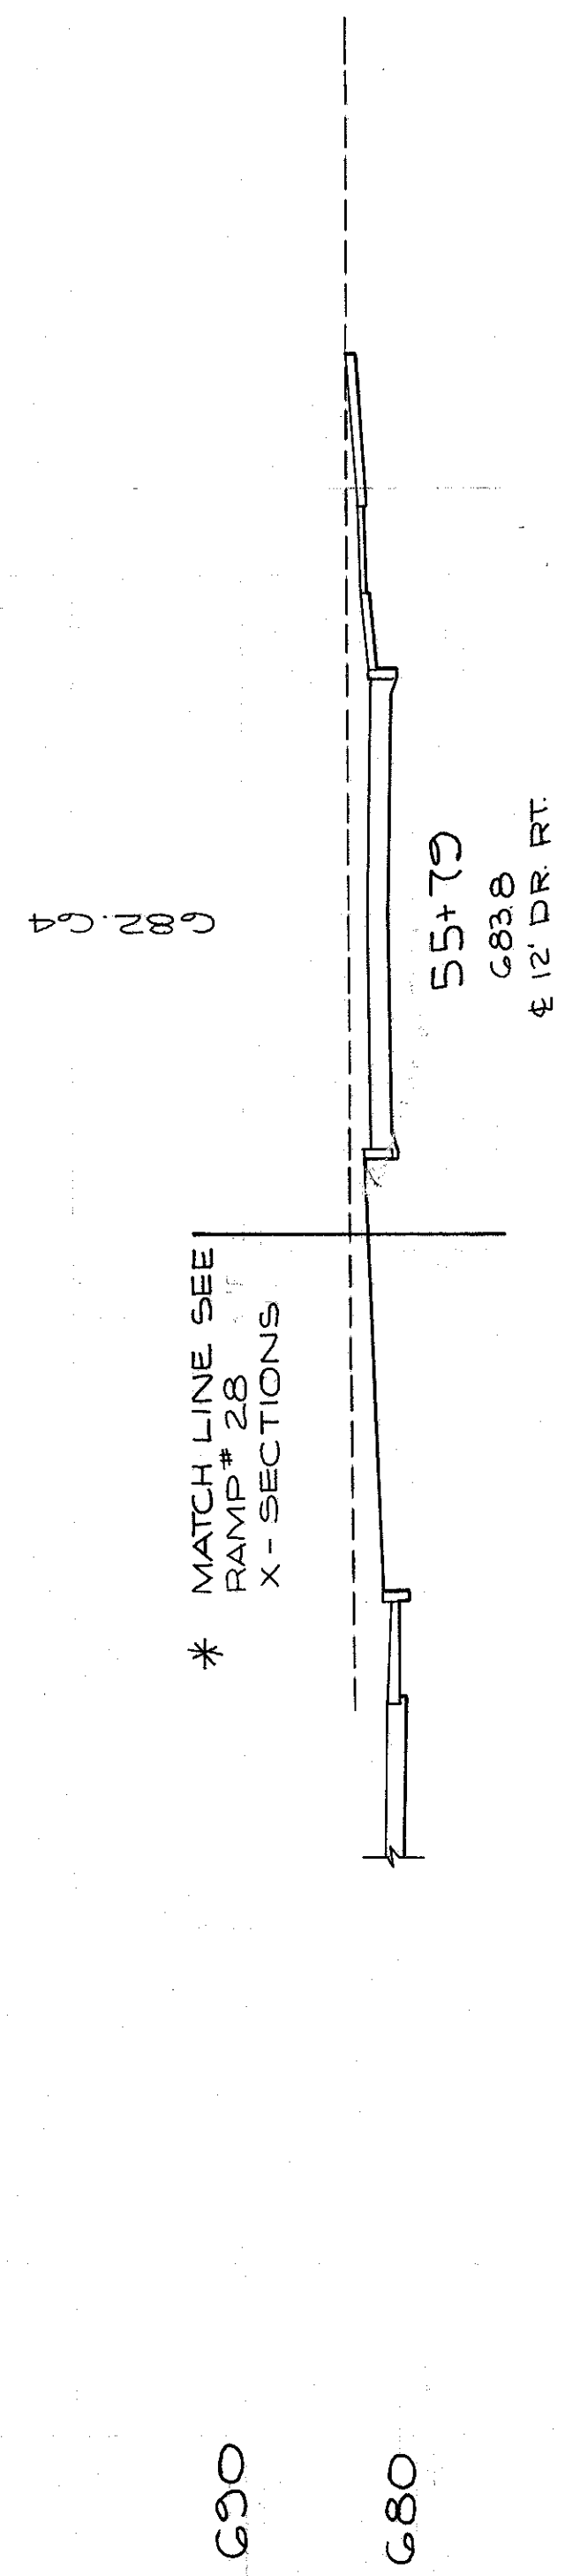 682.64
* MATCH LINE SEE
RAMP # 28
X - SECTIONS
55+79
683.8
℄ 12' DR. RT.
690
680